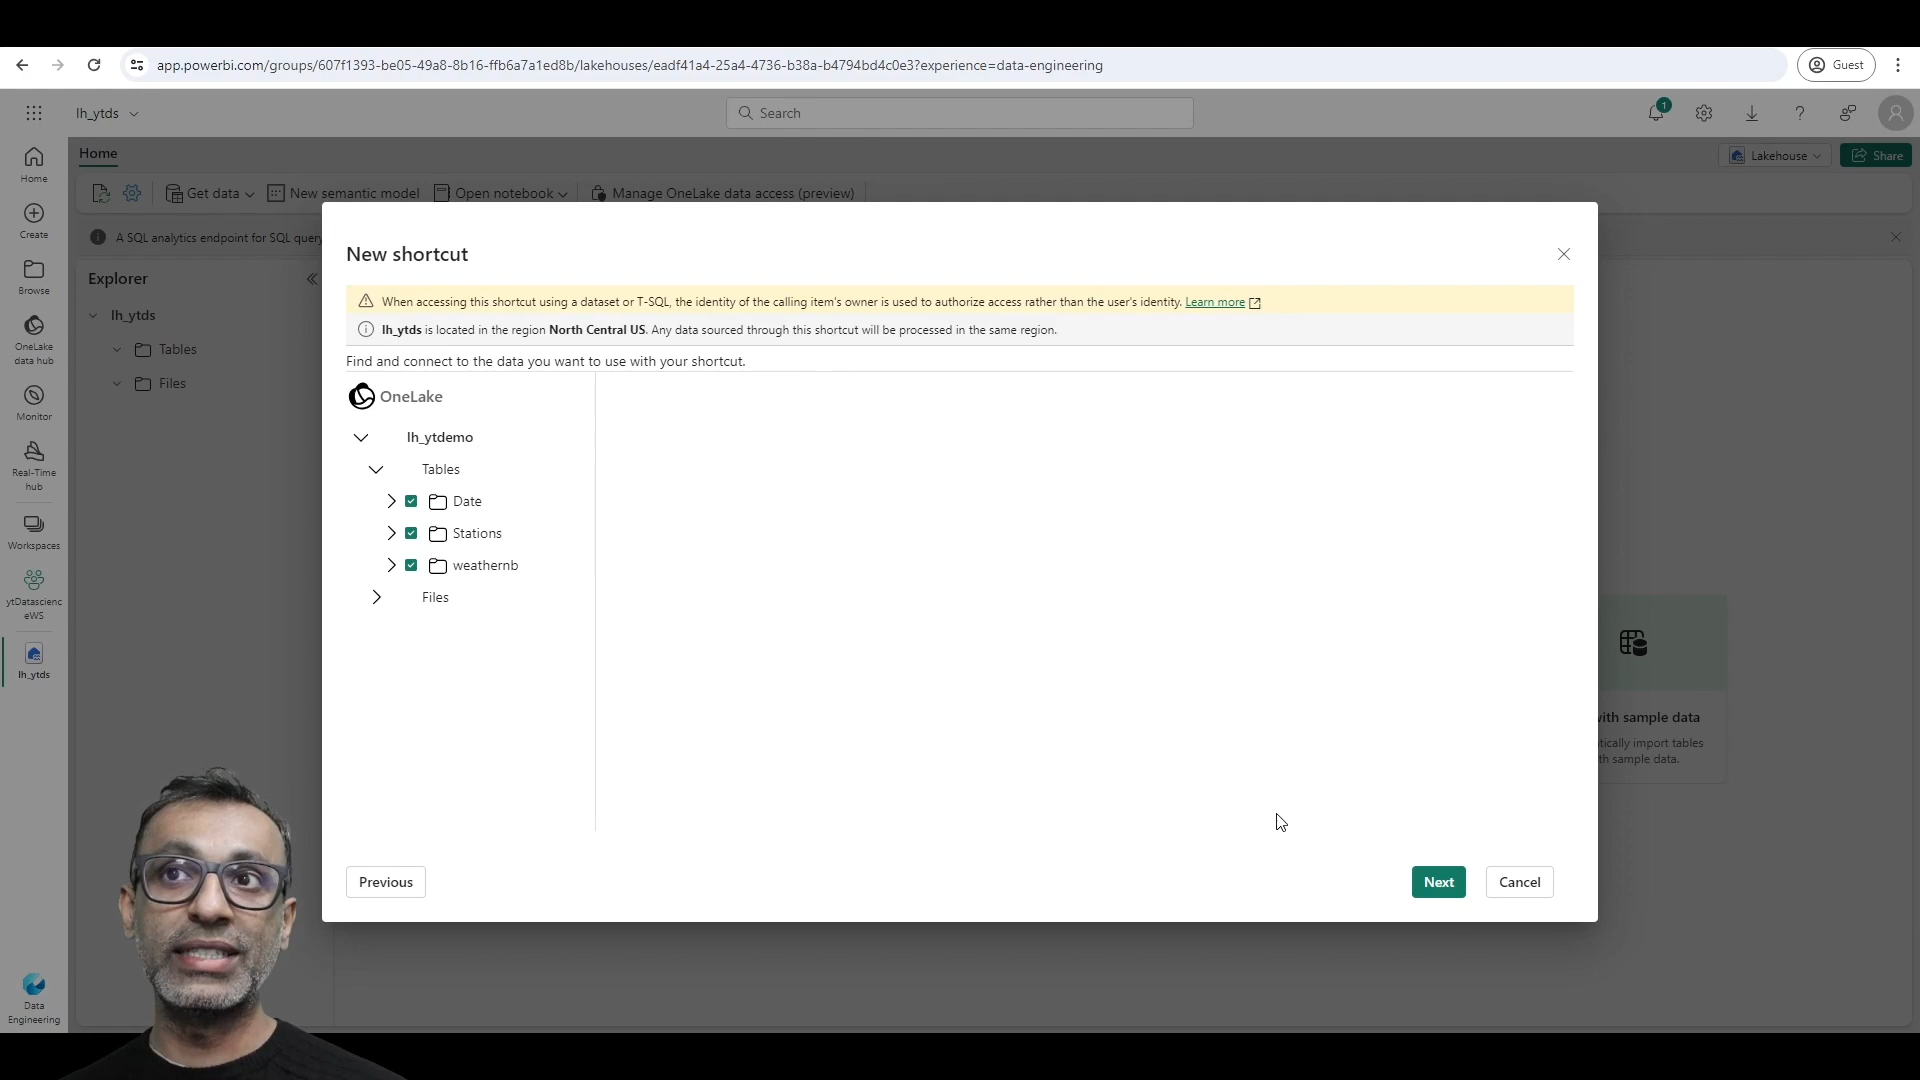 app.powerbi.com/groups/607f1393-be05-49a8-8b16-ffb6a7a1ed8b/lakehouses/eadf41a4-25a4-4736-b38a-b4794bd4c0e3?experience=data-engineering
Guest
lh_ytds
Search
1
Home
Lakehouse
Share
Get data
New semantic model
Open notebook
Manage OneLake data access (preview)
A SQL analytics endpoint for SQL query
Home
Create
Browse
OneLake
data hub
Monitor
Real-Time
hub
Workspaces
ytDatascienc
eWS
lh_ytds
Data
Engineering
Explorer
lh_ytds
Tables
Files
New shortcut
When accessing this shortcut using a dataset or T-SQL, the identity of the calling item's owner is used to authorize access rather than the user's identity. Learn more
lh_ytds is located in the region North Central US. Any data sourced through this shortcut will be processed in the same region.
Find and connect to the data you want to use with your shortcut.
OneLake
lh_ytdemo
Tables
Date
Stations
weathernb
Files
Previous
Next
Cancel
with sample data
tically import tables
th sample data.